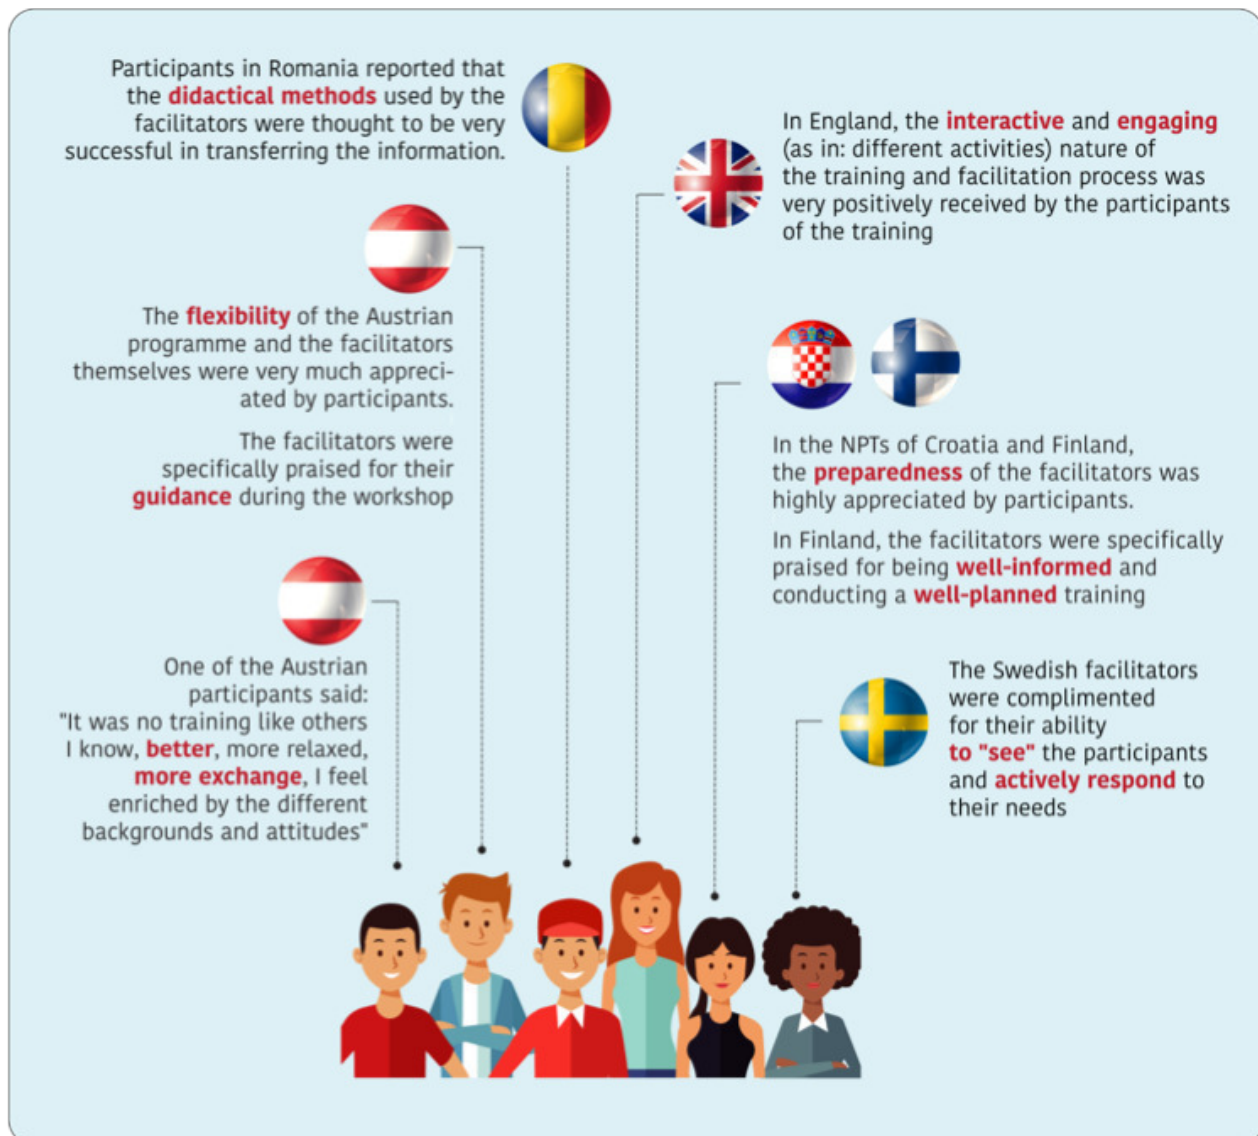 Participants in Romania reported that
the didactical methods used by the
facilitators were thought to be very
successful in transferring the information.
In England, the interactive and engaging
(as in: different activities) nature of
the training and facilitation process was
very positively received by the participants
of the training
The flexibility of the Austrian
programme and the facilitators
themselves were very much appreci-
ated by participants.
The facilitators were
specifically praised for their
guidance during the workshop
In the NPTs of Croatia and Finland,
the preparedness of the facilitators was
highly appreciated by participants.
In Finland, the facilitators were specifically
praised for being well-informed and
conducting a well-planned training
One of the Austrian
participants said:
"It was no training like others
I know, better, more relaxed,
more exchange, I feel
enriched by the different
backgrounds and attitudes"
The Swedish facilitators
were complimented
for their ability
to "see" the participants
and actively respond to
their needs